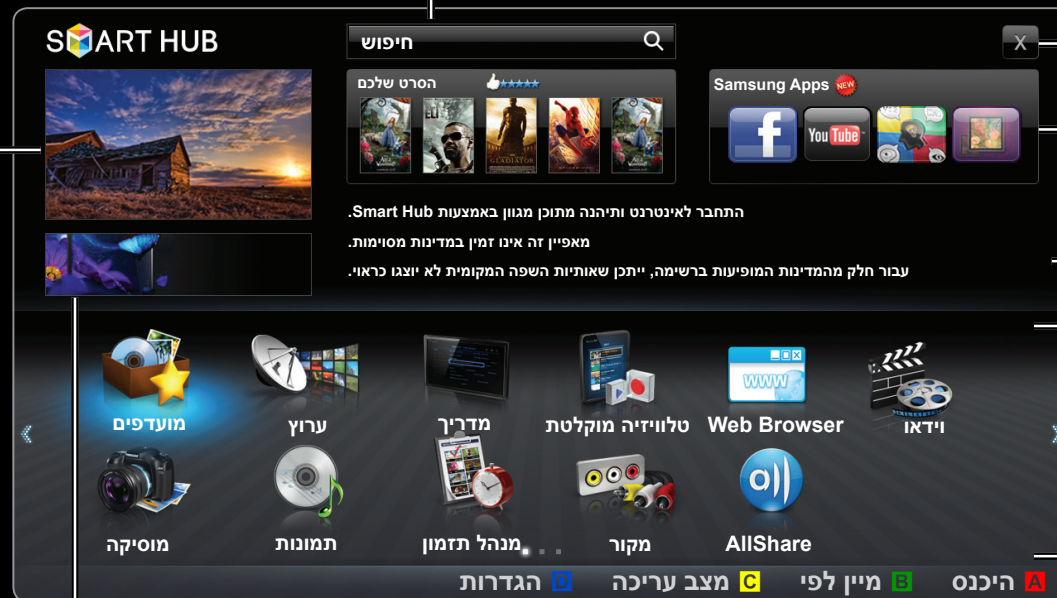 SMART HUB
חיפוש
X
הסרט שלכם
Samsung Apps NEW
ELI
GLADIATOR
f
You Tube
התחבר לאינטרנט ותיהנה מתוכן מגוון באמצעות Smart Hub.
מאפיין זה אינו זמין במדינות מסוימות.
עבור חלק מהמדינות המופיעות ברשימה, ייתכן שאותיות השפה המקומית לא יוצגו כראוי.
www
מועדפים
ערוץ
מדריך
טלוויזיה מוקלטת
Web Browser
וידאו
all
מוסיקה
תמונות
מנהל תזמון
מקור
AllShare
A היכנס B מיין לפי C מצב עריכה D הגדרות